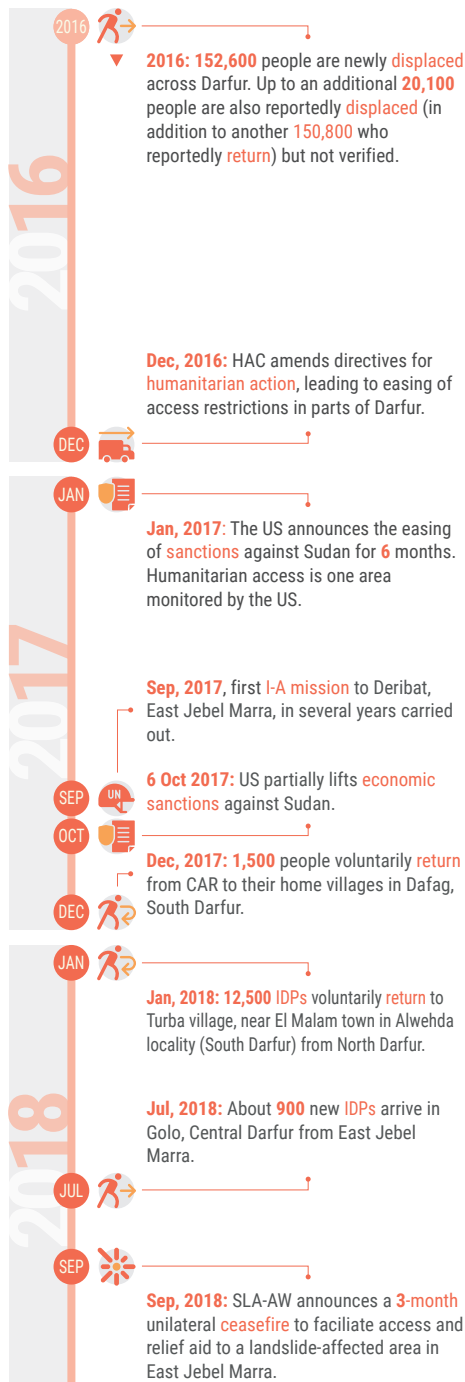 2016
2016: 152,600 people are newly displaced
across Darfur. Up to an additional 20,100
people are also reportedly displaced (in
addition to another 150,800 who
reportedly return) but not verified.
2016
Dec, 2016: HAC amends directives for
humanitarian action, leading to easing of
access restrictions in parts of Darfur.
DEC
JAN
Jan, 2017: The US announces the easing
of sanctions against Sudan for 6 months.
Humanitarian access is one area
monitored by the US.
2017
Sep, 2017, first I-A mission to Deribat,
East Jebel Marra, in several years carried
out.
SEP
UN
6 Oct 2017: US partially lifts economic
sanctions against Sudan.
OCT
Dec, 2017: 1,500 people voluntarily return
from CAR to their home villages in Dafag,
South Darfur.
DEC
JAN
Jan, 2018: 12,500 IDPs voluntarily return to
Turba village, near El Malam town in Alwehda
locality (South Darfur) from North Darfur.
2018
Jul, 2018: About 900 new IDPs arrive in
Golo, Central Darfur from East Jebel
Marra.
JUL
SEP
Sep, 2018: SLA-AW announces a 3-month
unilateral ceasefire to faciliate access and
relief aid to a landslide-affected area in
East Jebel Marra.